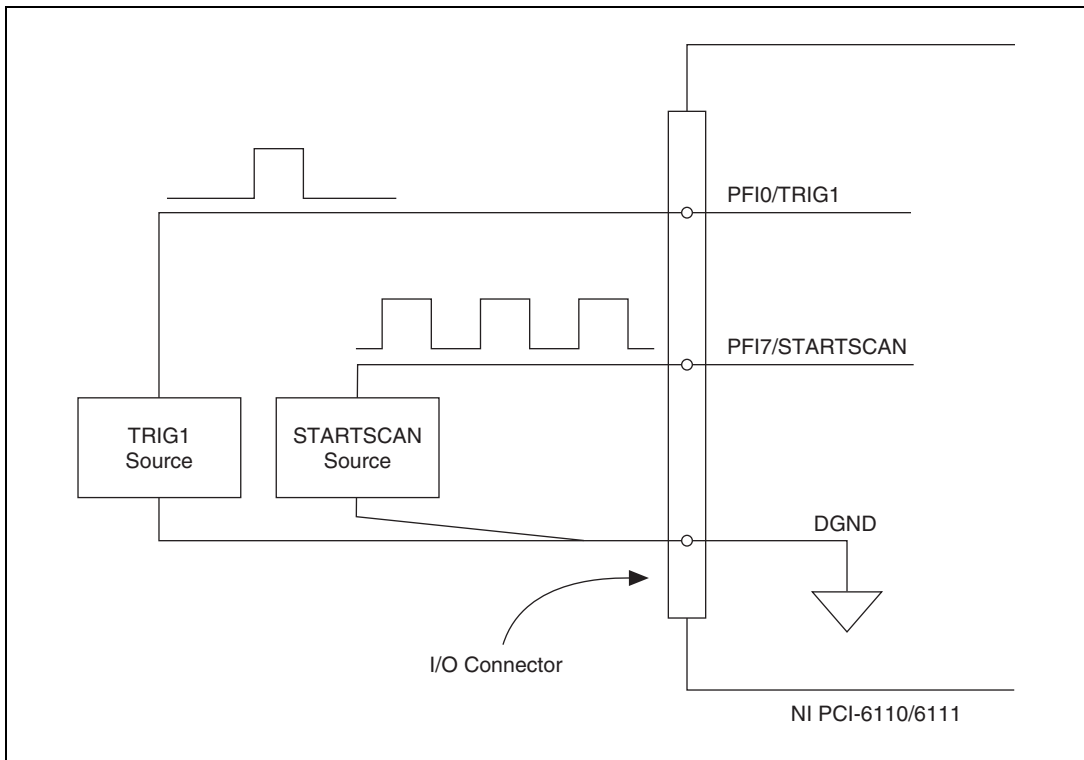 PFI0/TRIG1
PFI7/STARTSCAN
TRIG1
Source
STARTSCAN
Source
DGND
I/O Connector
NI PCI-6110/6111